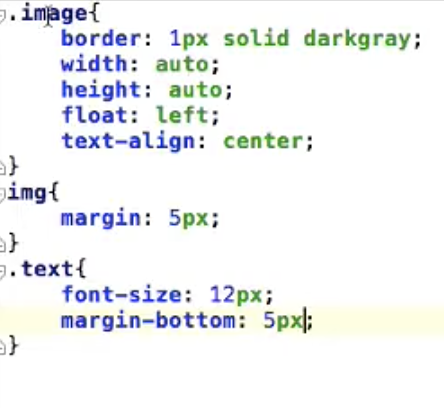 .image{
border: 1px solid darkgray;
width: auto;
height: auto;
float: left;
text-align: center;
}
img{
margin: 5px;
}
.text{
font-size: 12px;
margin-bottom: 5px;
}